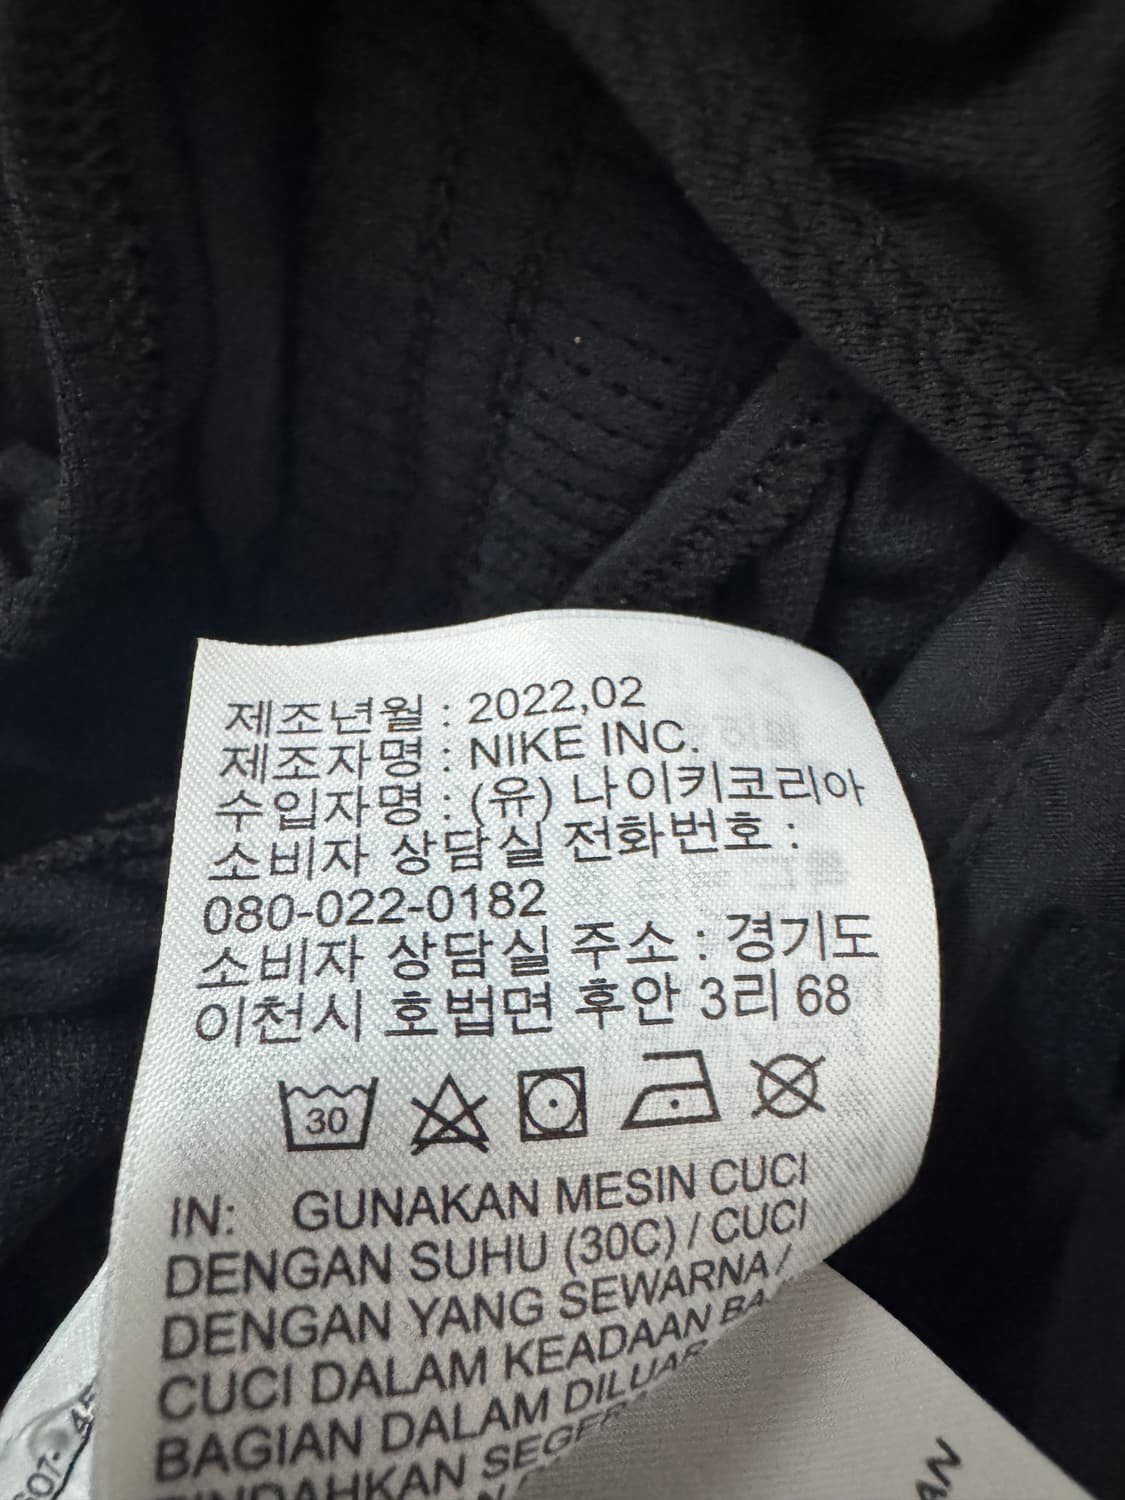 제조년월 : 2022,02
제조자명 : NIKE INC.
수입자명 : (유) 나이키코리아
소비자 상담실 전화번호 :
080-022-0182
소비자 상담실 주소 : 경기도
이천시 호법면 후안 3리 68
30
IN: GUNAKAN MESIN CUCI
DENGAN SUHU (30C) / CUCI
DENGAN YANG SEWARNA /
CUCI DALAM KEADAAN
BAGIAN DALAM